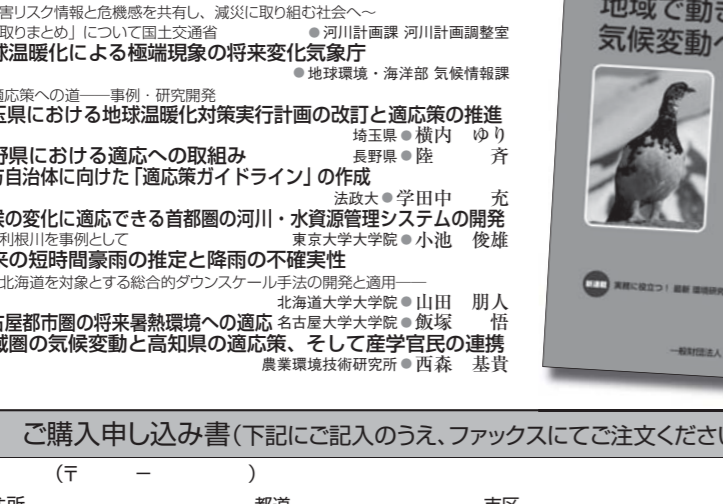 害リスク情報と危機感を共有し、減災に取り組む社会へ〜
取りまとめ」について国土交通省 ●河川計画課 河川計画調整室
球温暖化による極端現象の将来変化気象庁
●地球環境・海洋部 気候情報課
適応策への道――事例・研究開発
玉県における地球温暖化対策実行計画の改訂と適応策の推進
埼玉県●横内 ゆり
野県における適応への取組み 長野県●陸 斉
方自治体に向けた「適応策ガイドライン」の作成
法政大●学田中 充
候の変化に適応できる首都圏の河川・水資源管理システムの開発
利根川を事例として 東京大学大学院●小池 俊雄
来の短時間豪雨の推定と降雨の不確実性
北海道を対象とする総合的ダウンスケール手法の開発と適用――
北海道大学大学院●山田 朋人
古屋都市圏の将来暑熱環境への適応 名古屋大学大学院●飯塚 悟
域圏の気候変動と高知県の適応策、そして産学官民の連携
農業環境技術研究所●西森 基貴
地域で動き
気候変動へ
新連載 実務に役立つ！ 最新 環境研究
一般財団法人
ご購入申し込み書(下記にご記入のうえ、ファックスにてご注文くださ
(〒 − )
住所 都道 市区